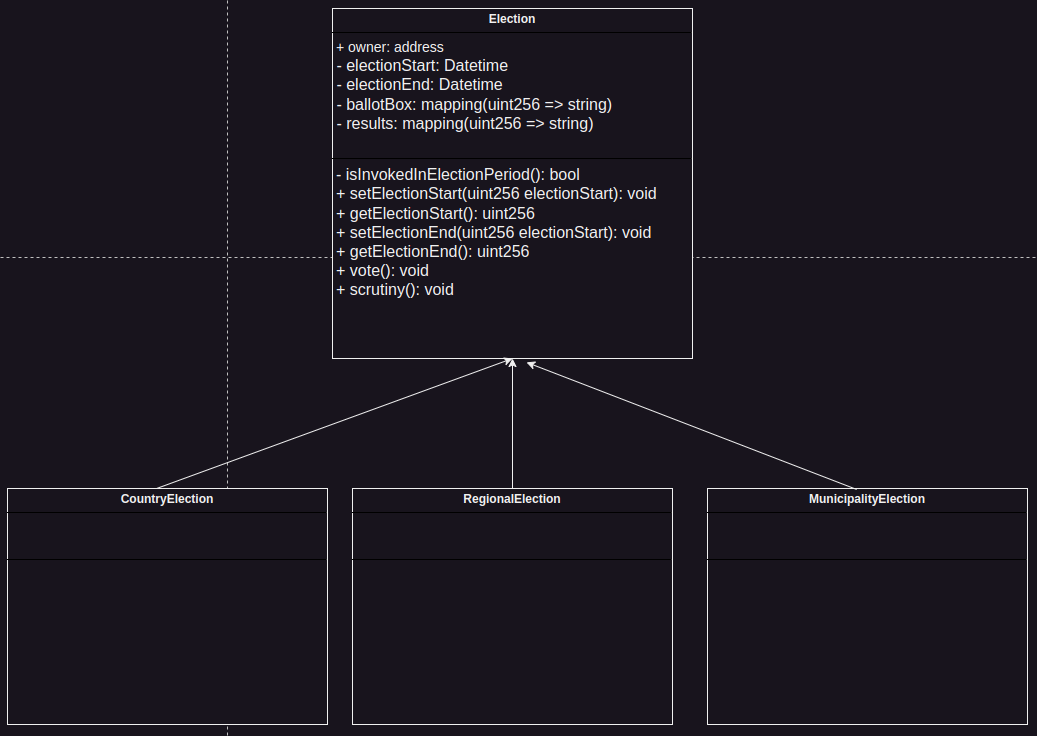 Election
+ owner: address
- electionStart: Datetime
- electionEnd: Datetime
- ballotBox: mapping(uint256 => string)
- results: mapping(uint256 => string)
- isInvokedInElectionPeriod(): bool
+ setElectionStart(uint256 electionStart): void
+ getElectionStart(): uint256
+ setElectionEnd(uint256 electionStart): void
+ getElectionEnd(): uint256
+ vote(): void
+ scrutiny(): void
CountryElection
RegionalElection
MunicipalityElection